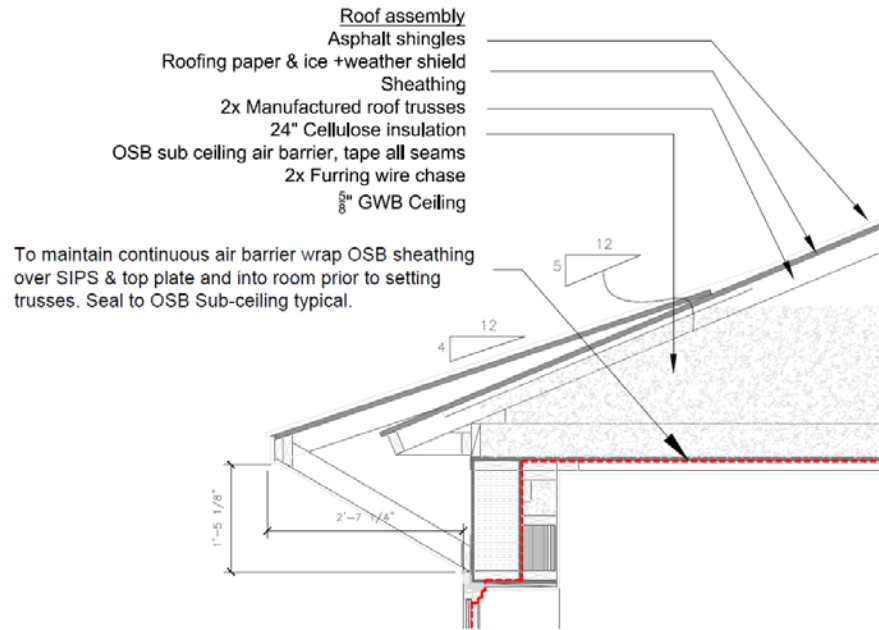 Roof assembly
Asphalt shingles
Roofing paper & ice +weather shield
Sheathing
2x Manufactured roof trusses
24" Cellulose insulation
OSB sub ceiling air barrier, tape all seams
2x Furring wire chase
5/8" GWB Ceiling
To maintain continuous air barrier wrap OSB sheathing
over SIPS & top plate and into room prior to setting
trusses. Seal to OSB Sub-ceiling typical.
12
5
12
4
2'-7 1/4"
1'-5 1/8"